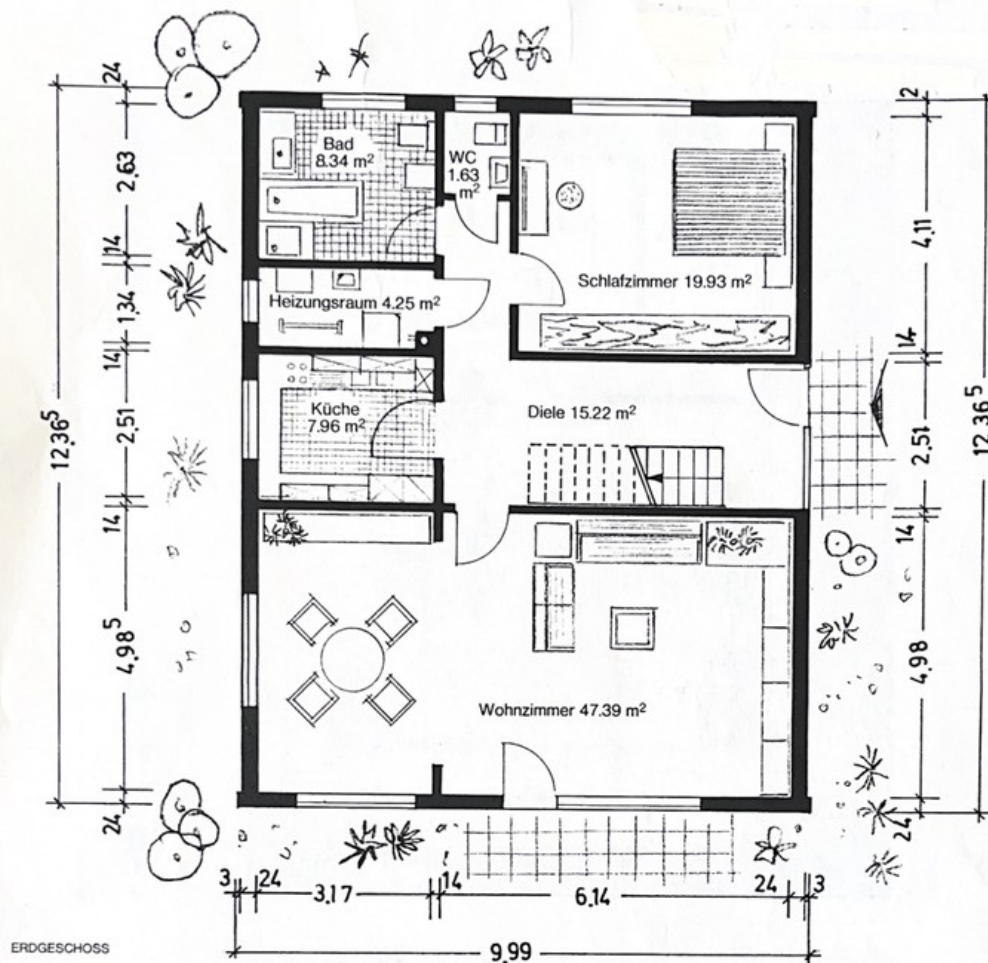 Bad
8.34 m²
WC
1.63
m²
Schlafzimmer 19.93 m²
Heizungsraum 4.25 m²
Küche
7.96 m²
Diele 15.22 m²
Wohnzimmer 47.39 m²
12,36⁵
24
2,63
14
1,34
14
2,51
14
4,98⁵
24
2
4,11
14
2,51
14
4,98
24
12,36⁵
3
24
3,17
14
6,14
24
3
9,99
ERDGESCHOSS